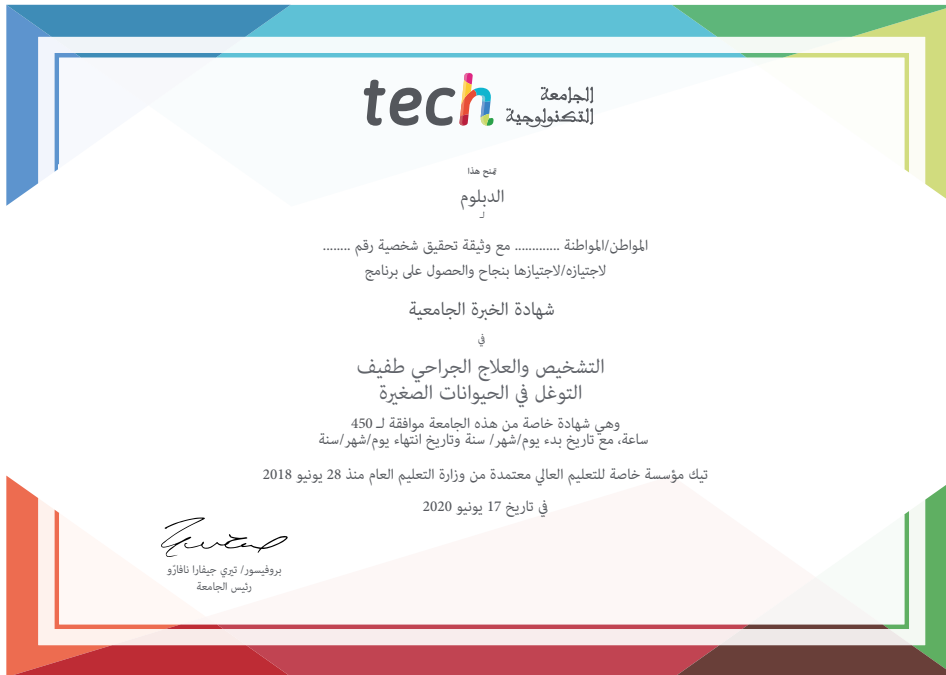 tech الجامعة
التكنولوجية
يمنح هذا
الدبلوم
لـ
المواطن/المواطنة ............ مع وثيقة تحقيق شخصية رقم ........
لاجتيازه/لاجتيازها بنجاح والحصول على برنامج
شهادة الخبرة الجامعية
في
التشخيص والعلاج الجراحي طفيف
التوغل في الحيوانات الصغيرة
وهي شهادة خاصة من هذه الجامعة موافقة لـ 450
ساعة، مع تاريخ بدء يوم/شهر/ سنة وتاريخ انتهاء يوم/شهر/سنة
تيك مؤسسة خاصة للتعليم العالي معتمدة من وزارة التعليم العام منذ 28 يونيو 2018
في تاريخ 17 يونيو 2020
بروفيسور/ تيري جيفارا نافارّو
رئيس الجامعة